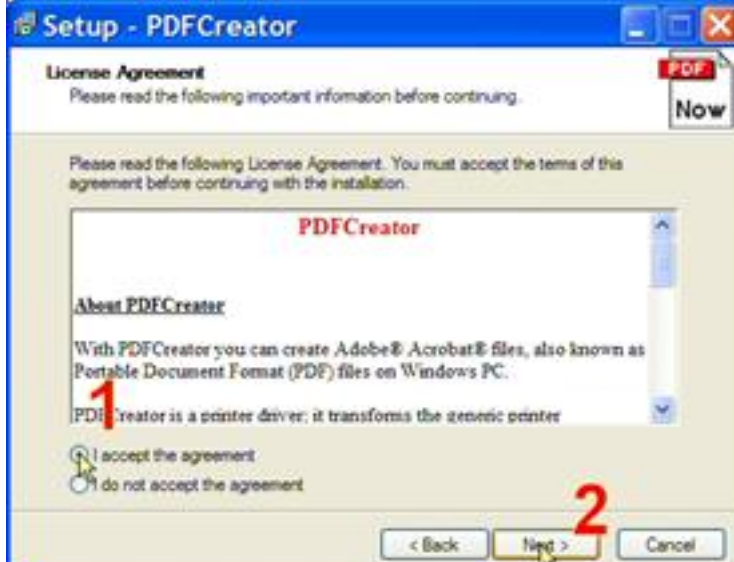 Setup - PDFCreator
License Agreement
Please read the following important information before continuing.
PDF
Now
Please read the following License Agreement. You must accept the terms of this
agreement before continuing with the installation.
PDFCreator
About PDFCreator
With PDFCreator you can create Adobe® Acrobat® files, also known as
Portable Document Format (PDF) files on Windows PC.
1
PDFCreator is a printer driver; it transforms the generic printer
I accept the agreement
I do not accept the agreement
2
< Back Next > Cancel